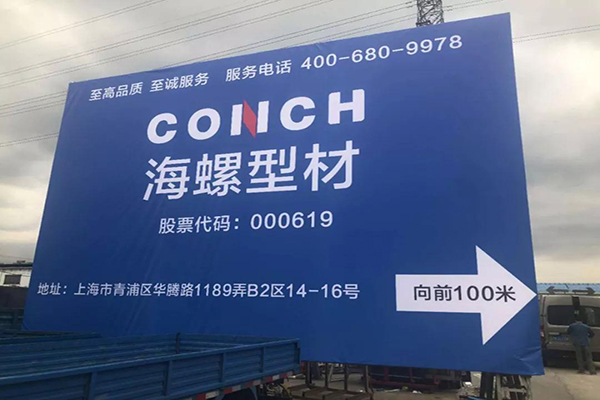 至高品质 至诚服务 服务电话 400-680-9978
CONCH
海螺型材
股票代码：000619
地址：上海市青浦区华腾路1189弄B2区14-16号
向前100米